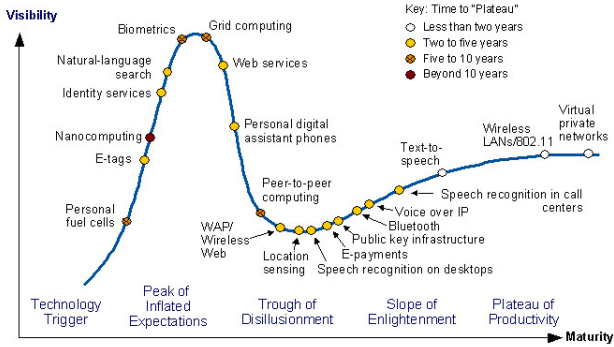 Visibility
Key: Time to "Plateau"
Less than two years
Two to five years
Five to 10 years
Beyond 10 years
Biometrics
Grid computing
Natural-language
search
Web services
Identity services
Nanocomputing
Personal digital
assistant phones
E-tags
Personal
fuel cells
Peer-to-peer
computing
WAP/
Wireless
Web
Location
sensing
Speech recognition on desktops
E-payments
Public key infrastructure
Bluetooth
Voice over IP
Speech recognition in call
centers
Text-to-
speech
Wireless
LANs/802.11
Virtual
private
networks
Technology
Trigger
Peak of
Inflated
Expectations
Trough of
Disillusionment
Slope of
Enlightenment
Plateau of
Productivity
Maturity